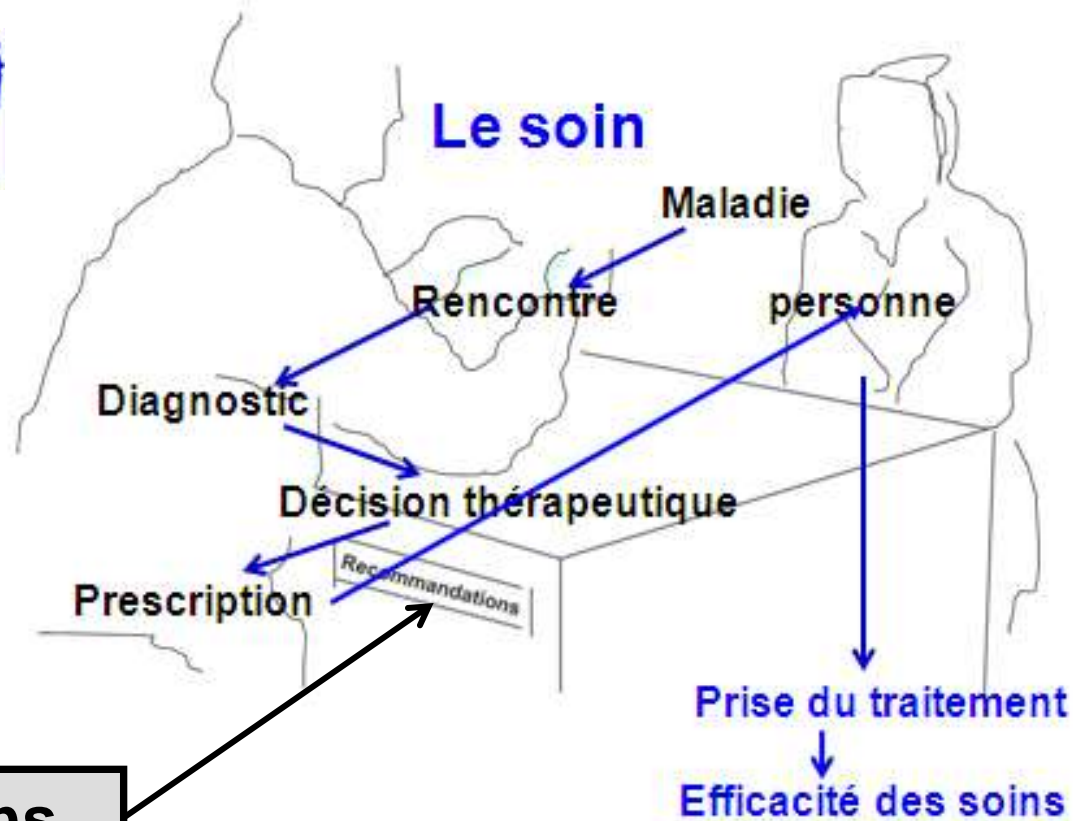 Le soin
Maladie
Rencontre
personne
Diagnostic
Décision thérapeutique
Recommandations
Prescription
Prise du traitement
Efficacité des soins